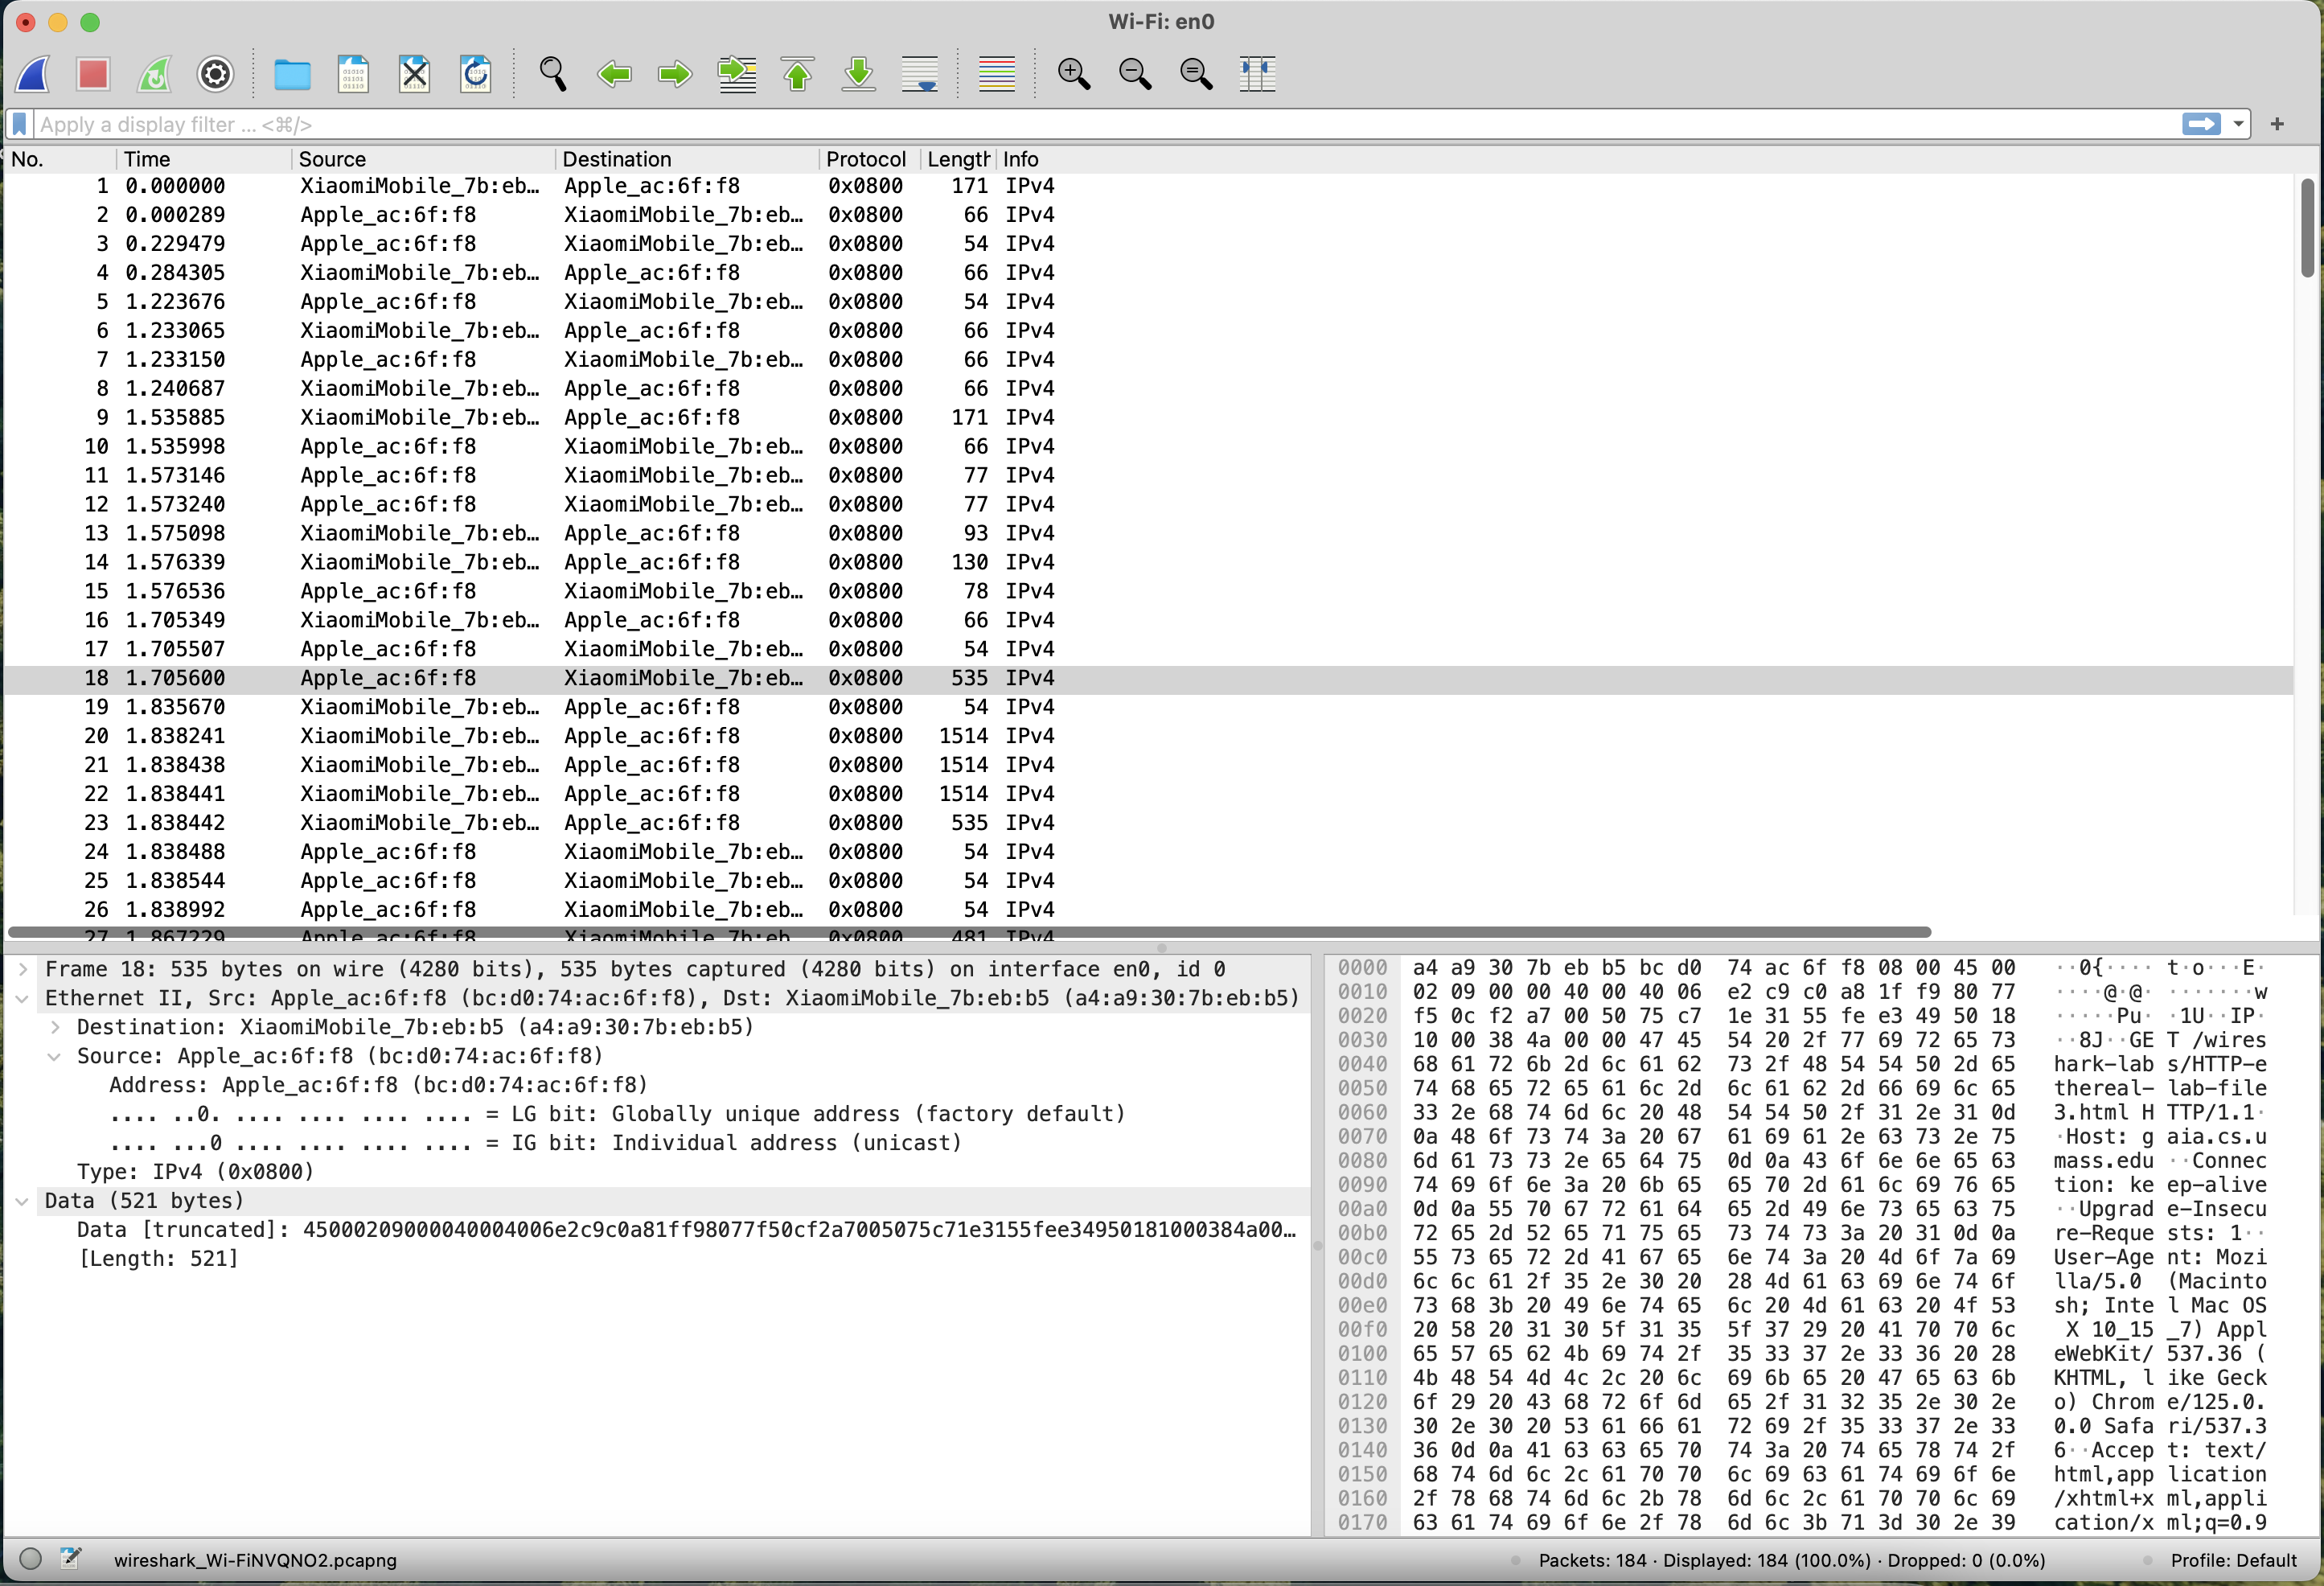 Wi-Fi: en0
Apply a display filter ... <⌘/>
No. Time Source Destination Protocol Length Info
1 0.000000 XiaomiMobile_7b:eb… Apple_ac:6f:f8 0x0800 171 IPv4
2 0.000289 Apple_ac:6f:f8 XiaomiMobile_7b:eb… 0x0800 66 IPv4
3 0.229479 Apple_ac:6f:f8 XiaomiMobile_7b:eb… 0x0800 54 IPv4
4 0.284305 XiaomiMobile_7b:eb… Apple_ac:6f:f8 0x0800 66 IPv4
5 1.223676 Apple_ac:6f:f8 XiaomiMobile_7b:eb… 0x0800 54 IPv4
6 1.233065 XiaomiMobile_7b:eb… Apple_ac:6f:f8 0x0800 66 IPv4
7 1.233150 Apple_ac:6f:f8 XiaomiMobile_7b:eb… 0x0800 66 IPv4
8 1.240687 XiaomiMobile_7b:eb… Apple_ac:6f:f8 0x0800 66 IPv4
9 1.535885 XiaomiMobile_7b:eb… Apple_ac:6f:f8 0x0800 171 IPv4
10 1.535998 Apple_ac:6f:f8 XiaomiMobile_7b:eb… 0x0800 66 IPv4
11 1.573146 Apple_ac:6f:f8 XiaomiMobile_7b:eb… 0x0800 77 IPv4
12 1.573240 Apple_ac:6f:f8 XiaomiMobile_7b:eb… 0x0800 77 IPv4
13 1.575098 XiaomiMobile_7b:eb… Apple_ac:6f:f8 0x0800 93 IPv4
14 1.576339 XiaomiMobile_7b:eb… Apple_ac:6f:f8 0x0800 130 IPv4
15 1.576536 Apple_ac:6f:f8 XiaomiMobile_7b:eb… 0x0800 78 IPv4
16 1.705349 XiaomiMobile_7b:eb… Apple_ac:6f:f8 0x0800 66 IPv4
17 1.705507 Apple_ac:6f:f8 XiaomiMobile_7b:eb… 0x0800 54 IPv4
18 1.705600 Apple_ac:6f:f8 XiaomiMobile_7b:eb… 0x0800 535 IPv4
19 1.835670 XiaomiMobile_7b:eb… Apple_ac:6f:f8 0x0800 54 IPv4
20 1.838241 XiaomiMobile_7b:eb… Apple_ac:6f:f8 0x0800 1514 IPv4
21 1.838438 XiaomiMobile_7b:eb… Apple_ac:6f:f8 0x0800 1514 IPv4
22 1.838441 XiaomiMobile_7b:eb… Apple_ac:6f:f8 0x0800 1514 IPv4
23 1.838442 XiaomiMobile_7b:eb… Apple_ac:6f:f8 0x0800 535 IPv4
24 1.838488 Apple_ac:6f:f8 XiaomiMobile_7b:eb… 0x0800 54 IPv4
25 1.838544 Apple_ac:6f:f8 XiaomiMobile_7b:eb… 0x0800 54 IPv4
26 1.838992 Apple_ac:6f:f8 XiaomiMobile_7b:eb… 0x0800 54 IPv4
27 1.867229 Apple_ac:6f:f8 XiaomiMobile_7b:eb 0x0800 481 IPv4
Frame 18: 535 bytes on wire (4280 bits), 535 bytes captured (4280 bits) on interface en0, id 0
Ethernet II, Src: Apple_ac:6f:f8 (bc:d0:74:ac:6f:f8), Dst: XiaomiMobile_7b:eb:b5 (a4:a9:30:7b:eb:b5)
Destination: XiaomiMobile_7b:eb:b5 (a4:a9:30:7b:eb:b5)
Source: Apple_ac:6f:f8 (bc:d0:74:ac:6f:f8)
Address: Apple_ac:6f:f8 (bc:d0:74:ac:6f:f8)
.... ..0. .... .... .... .... = LG bit: Globally unique address (factory default)
.... ...0 .... .... .... .... = IG bit: Individual address (unicast)
Type: IPv4 (0x0800)
Data (521 bytes)
Data [truncated]: 45000209000040004006e2c9c0a81ff98077f50cf2a7005075c71e3155fee34950181000384a00…
[Length: 521]
0000 a4 a9 30 7b eb b5 bc d0 74 ac 6f f8 08 00 45 00 ··0{···· t·o···E·
0010 02 09 00 00 40 00 40 06 e2 c9 c0 a8 1f f9 80 77 ····@·@· ·······w
0020 f5 0c f2 a7 00 50 75 c7 1e 31 55 fe e3 49 50 18 ·····Pu· ·1U··IP·
0030 10 00 38 4a 00 00 47 45 54 20 2f 77 69 72 65 73 ··8J··GE T /wires
0040 68 61 72 6b 2d 6c 61 62 73 2f 48 54 54 50 2d 65 hark-lab s/HTTP-e
0050 74 68 65 72 65 61 6c 2d 6c 61 62 2d 66 69 6c 65 thereal- lab-file
0060 33 2e 68 74 6d 6c 20 48 54 54 50 2f 31 2e 31 0d 3.html H TTP/1.1·
0070 0a 48 6f 73 74 3a 20 67 61 69 61 2e 63 73 2e 75 ·Host: g aia.cs.u
0080 6d 61 73 73 2e 65 64 75 0d 0a 43 6f 6e 6e 65 63 mass.edu ··Connec
0090 74 69 6f 6e 3a 20 6b 65 65 70 2d 61 6c 69 76 65 tion: ke ep-alive
00a0 0d 0a 55 70 67 72 61 64 65 2d 49 6e 73 65 63 75 ··Upgrad e-Insecu
00b0 72 65 2d 52 65 71 75 65 73 74 73 3a 20 31 0d 0a re-Reque sts: 1··
00c0 55 73 65 72 2d 41 67 65 6e 74 3a 20 4d 6f 7a 69 User-Age nt: Mozi
00d0 6c 6c 61 2f 35 2e 30 20 28 4d 61 63 69 6e 74 6f lla/5.0 (Macinto
00e0 73 68 3b 20 49 6e 74 65 6c 20 4d 61 63 20 4f 53 sh; Inte l Mac OS
00f0 20 58 20 31 30 5f 31 35 5f 37 29 20 41 70 70 6c X 10_15 _7) Appl
0100 65 57 65 62 4b 69 74 2f 35 33 37 2e 33 36 20 28 eWebKit/ 537.36 (
0110 4b 48 54 4d 4c 2c 20 6c 69 6b 65 20 47 65 63 6b KHTML, l ike Geck
0120 6f 29 20 43 68 72 6f 6d 65 2f 31 32 35 2e 30 2e o) Chrom e/125.0.
0130 30 2e 30 20 53 61 66 61 72 69 2f 35 33 37 2e 33 0.0 Safa ri/537.3
0140 36 0d 0a 41 63 63 65 70 74 3a 20 74 65 78 74 2f 6··Accep t: text/
0150 68 74 6d 6c 2c 61 70 70 6c 69 63 61 74 69 6f 6e html,app lication
0160 2f 78 68 74 6d 6c 2b 78 6d 6c 2c 61 70 70 6c 69 /xhtml+x ml,appli
0170 63 61 74 69 6f 6e 2f 78 6d 6c 3b 71 3d 30 2e 39 cation/x ml;q=0.9
wireshark_Wi-FiNVQNO2.pcapng Packets: 184 · Displayed: 184 (100.0%) · Dropped: 0 (0.0%) Profile: Default